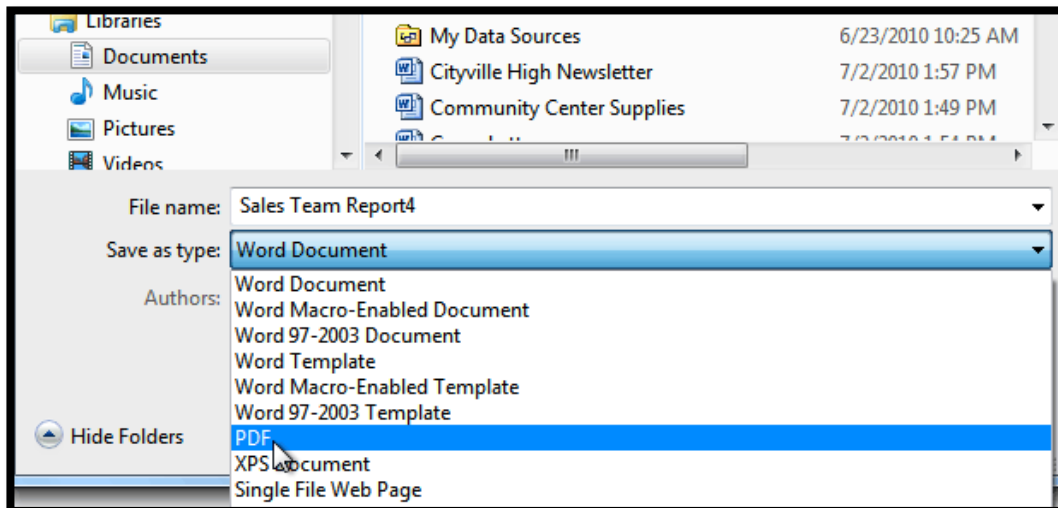 Libraries
Documents
Music
Pictures
Videos
My Data Sources 6/23/2010 10:25 AM
Cityville High Newsletter 7/2/2010 1:57 PM
Community Center Supplies 7/2/2010 1:49 PM
File name: Sales Team Report4
Save as type: Word Document
Authors:
Word Document
Word Macro-Enabled Document
Word 97-2003 Document
Word Template
Word Macro-Enabled Template
Word 97-2003 Template
Hide Folders
PDF
XPS Document
Single File Web Page